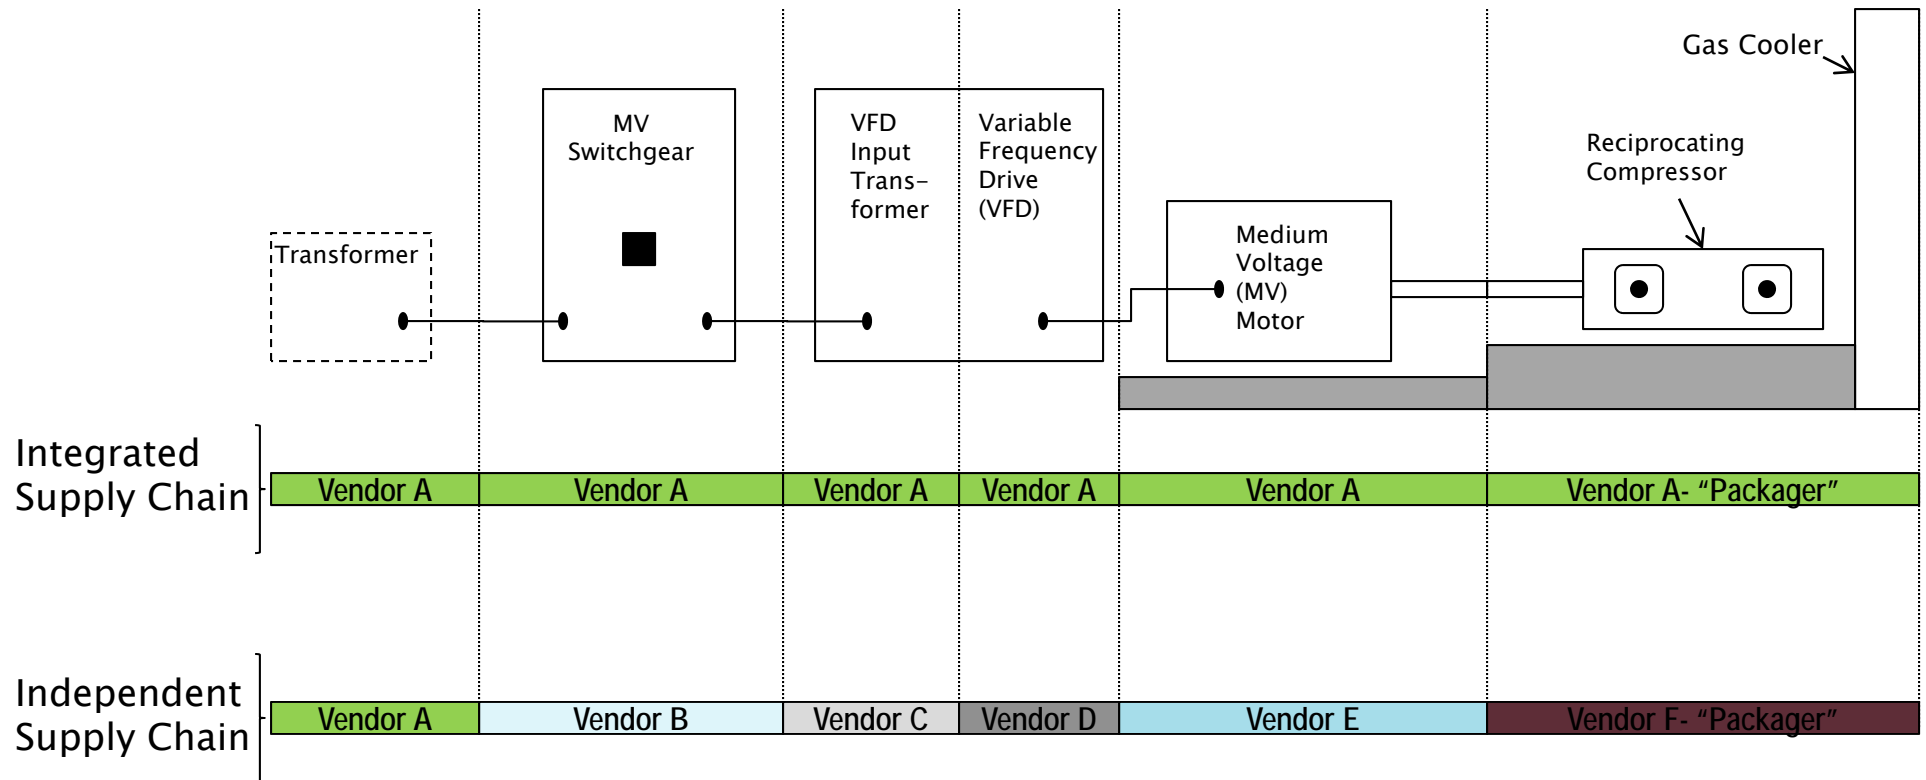 Gas Cooler
MV
Switchgear
VFD
Input
Trans-
former
Variable
Frequency
Drive
(VFD)
Reciprocating
Compressor
Transformer
Medium
Voltage
(MV)
Motor
Integrated
Supply Chain
Vendor A
Vendor A
Vendor A
Vendor A
Vendor A
Vendor A- “Packager”
Independent
Supply Chain
Vendor A
Vendor B
Vendor C
Vendor D
Vendor E
Vendor F- “Packager”